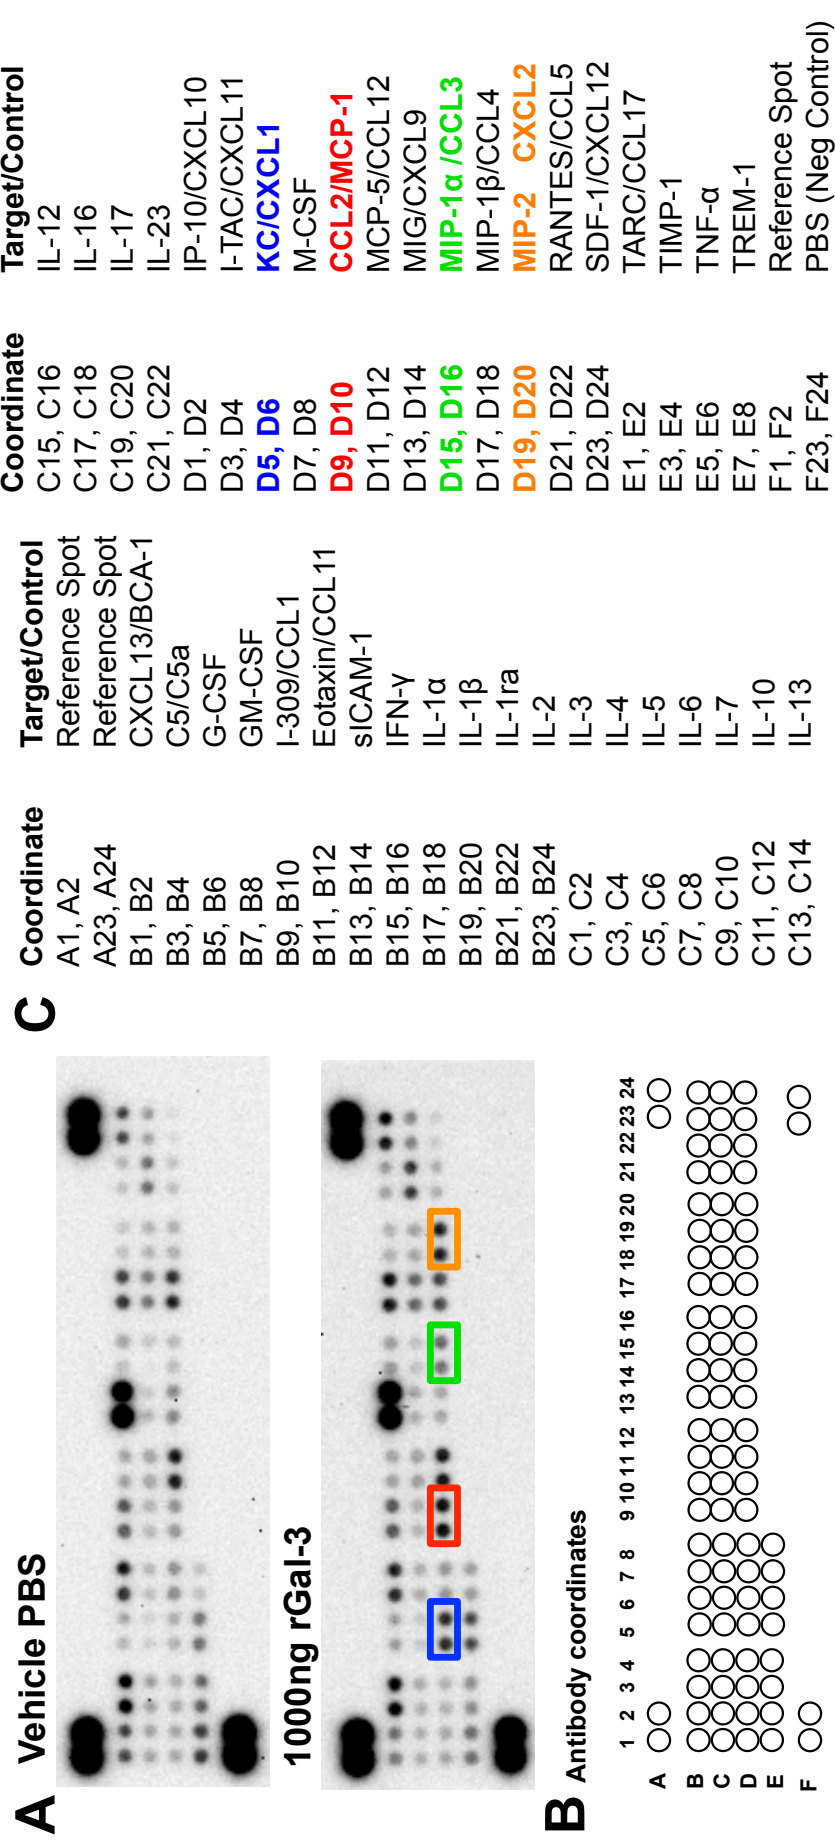 A Vehicle PBS
1000ng rGal-3
B Antibody coordinates
1 2 3 4 5 6 7 8 9 10 11 12 13 14 15 16 17 18 19 20 21 22 23 24
A
B
C
D
E
F
C
Coordinate Target/Control
A1, A2 Reference Spot
A23, A24 Reference Spot
B1, B2 CXCL13/BCA-1
B3, B4 C5/C5a
B5, B6 G-CSF
B7, B8 GM-CSF
B9, B10 I-309/CCL1
B11, B12 Eotaxin/CCL11
B13, B14 sICAM-1
B15, B16 IFN-γ
B17, B18 IL-1α
B19, B20 IL-1β
B21, B22 IL-1ra
B23, B24 IL-2
C1, C2 IL-3
C3, C4 IL-4
C5, C6 IL-5
C7, C8 IL-6
C9, C10 IL-7
C11, C12 IL-10
C13, C14 IL-13
Coordinate Target/Control
C15, C16 IL-12
C17, C18 IL-16
C19, C20 IL-17
C21, C22 IL-23
D1, D2 IP-10/CXCL10
D3, D4 I-TAC/CXCL11
D5, D6 KC/CXCL1
D7, D8 M-CSF
D9, D10 CCL2/MCP-1
D11, D12 MCP-5/CCL12
D13, D14 MIG/CXCL9
D15, D16 MIP-1α /CCL3
D17, D18 MIP-1β/CCL4
D19, D20 MIP-2 CXCL2
D21, D22 RANTES/CCL5
D23, D24 SDF-1/CXCL12
E1, E2 TARC/CCL17
E3, E4 TIMP-1
E5, E6 TNF-α
E7, E8 TREM-1
F1, F2 Reference Spot
F23, F24 PBS (Neg Control)